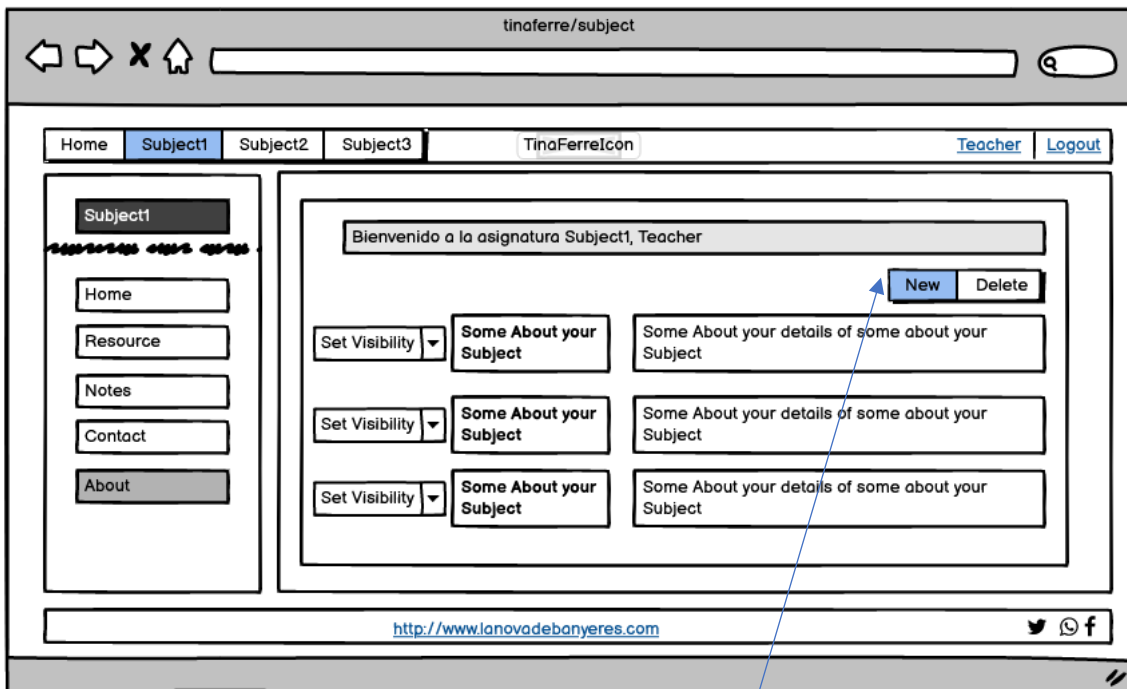 tinaferre/subject
Home Subject1 Subject2 Subject3 TinaFerreIcon Teacher Logout
Subject1
Home
Resource
Notes
Contact
About
Bienvenido a la asignatura Subject1, Teacher
New Delete
Set Visibility
Some About your
Subject
Some About your details of some about your
Subject
Set Visibility
Some About your
Subject
Some About your details of some about your
Subject
Set Visibility
Some About your
Subject
Some About your details of some about your
Subject
http://www.lanovadebanyeres.com